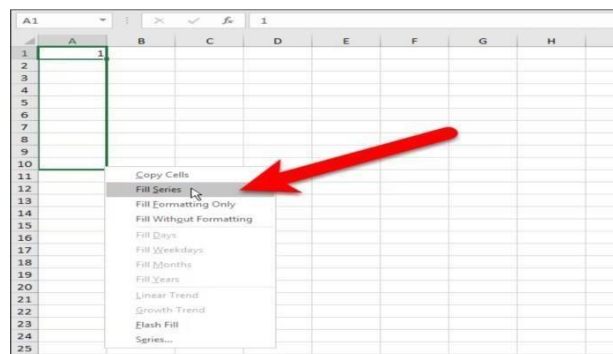 A1 fx 1
A B C D E F G H
1 1
2
3
4
5
6
7
8
9
10
11 Copy Cells
12 Fill Series
13 Fill Formatting Only
14 Fill Without Formatting
15
16 Fill Days
17 Fill Weekdays
18 Fill Months
19 Fill Years
20
21 Linear Trend
22 Growth Trend
23 Flash Fill
24 Series...
25